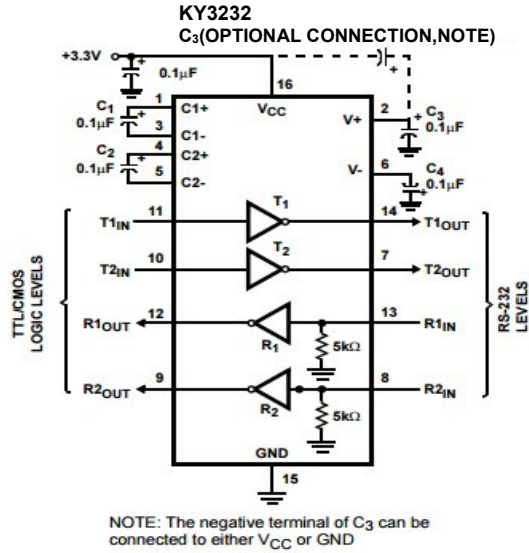 KY3232
C3(OPTIONAL CONNECTION,NOTE)
+3.3V
0.1μF
16
C1
0.1μF
1
C1+
VCC
V+
2
C3
0.1μF
3
C1-
C2
0.1μF
4
C2+
5
C2-
V-
6
C4
0.1μF
TTL/CMOS
LOGIC LEVELS
RS-232
LEVELS
T1IN
11
T1
14
T1OUT
T2IN
10
T2
7
T2OUT
R1OUT
12
R1
5kΩ
13
R1IN
R2OUT
9
R2
5kΩ
8
R2IN
GND
15
NOTE: The negative terminal of C3 can be
connected to either VCC or GND